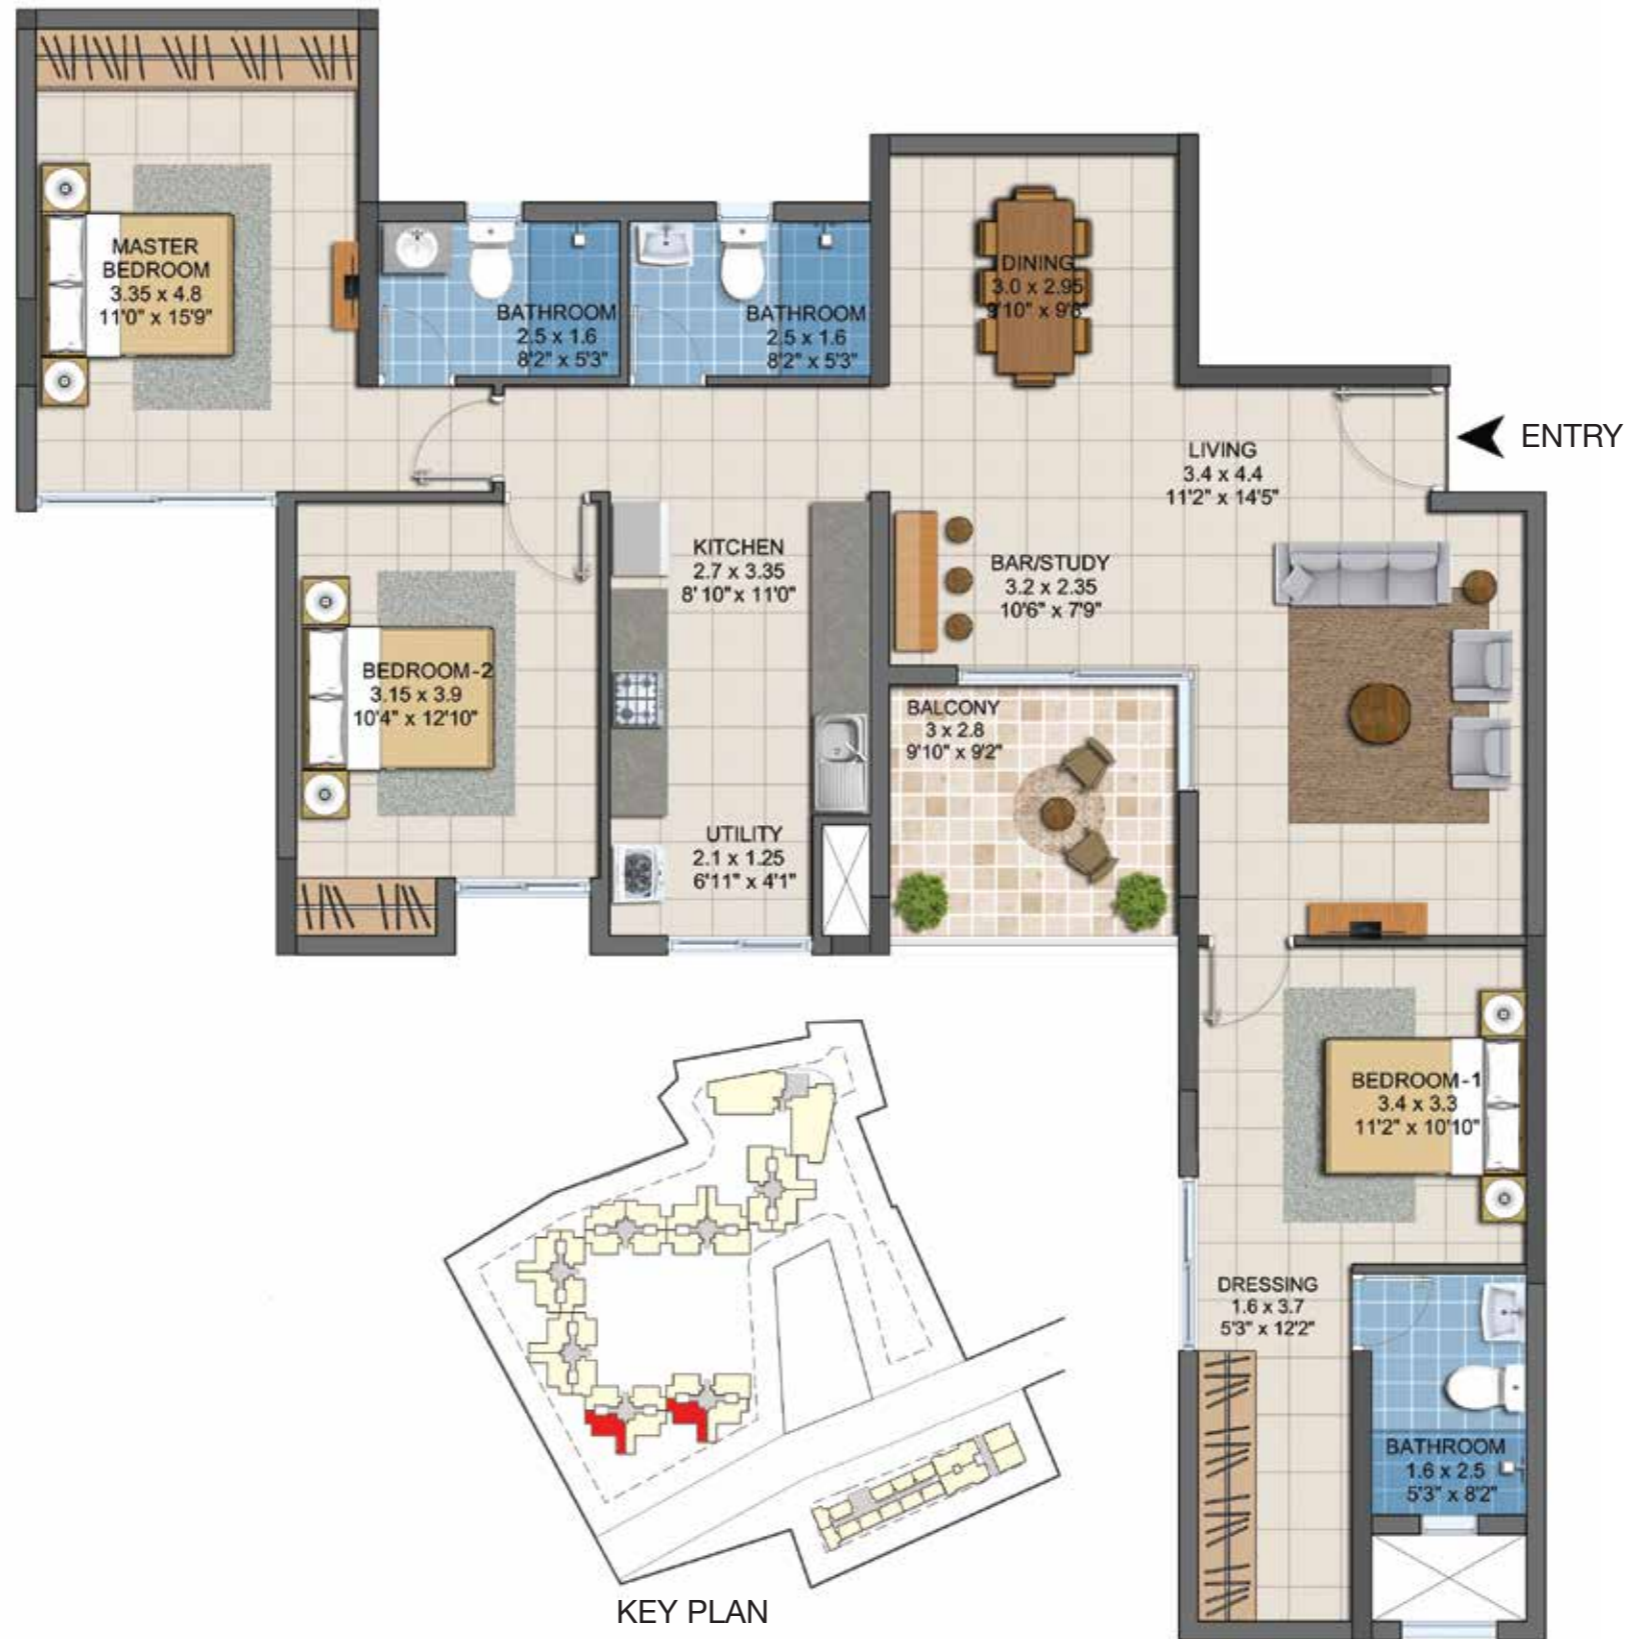 MASTER
BEDROOM
3.35 x 4.8
11'0" x 15'9"
BATHROOM
2.5 x 1.6
8'2" x 5'3"
BATHROOM
2.5 x 1.6
8'2" x 5'3"
DINING
3.0 x 2.95
9'10" x 9'8"
ENTRY
LIVING
3.4 x 4.4
11'2" x 14'5"
KITCHEN
2.7 x 3.35
8'10" x 11'0"
BAR/STUDY
3.2 x 2.35
10'6" x 7'9"
BEDROOM-2
3.15 x 3.9
10'4" x 12'10"
BALCONY
3 x 2.8
9'10" x 9'2"
UTILITY
2.1 x 1.25
6'11" x 4'1"
BEDROOM-1
3.4 x 3.3
11'2" x 10'10"
DRESSING
1.6 x 3.7
5'3" x 12'2"
BATHROOM
1.6 x 2.5
5'3" x 8'2"
KEY PLAN